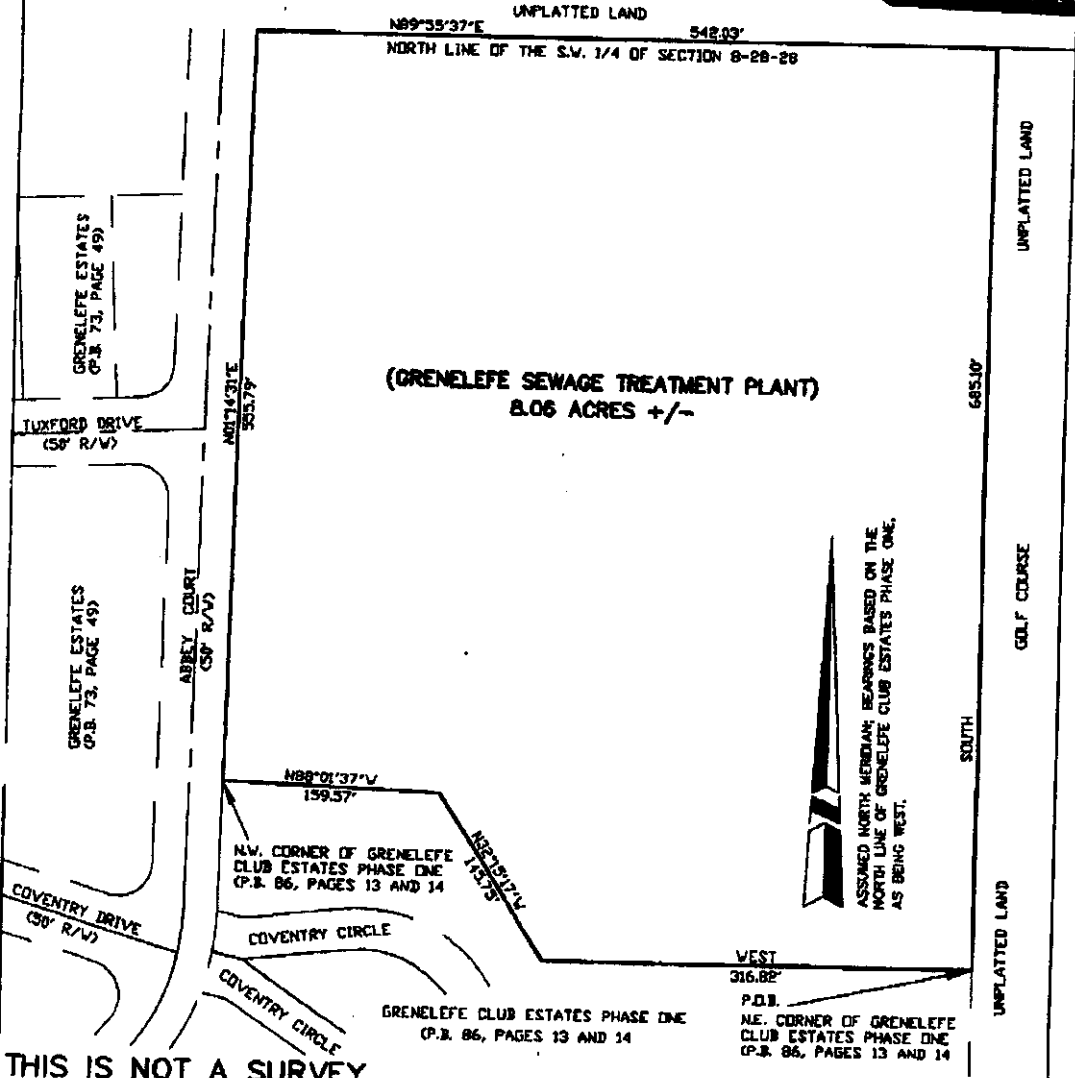 UNPLATTED LAND
N89°55'37"E
542.03'
NORTH LINE OF THE S.W. 1/4 OF SECTION 8-28-28
UNPLATTED LAND
GRENELEFE ESTATES
(P.B. 73, PAGE 49)
(GRENELEFE SEWAGE TREATMENT PLANT)
8.06 ACRES +/-
N01°14'31"E
555.79'
685.10'
TUXFORD DRIVE
(50' R/W)
ABBEY COURT
(50' R/W)
GRENELEFE ESTATES
(P.B. 73, PAGE 49)
ASSUMED NORTH MERIDIAN; BEARINGS BASED ON THE
NORTH LINE OF GRENELEFE CLUB ESTATES PHASE ONE,
AS BEING WEST.
GOLF COURSE
SOUTH
N88°01'37"W
159.57'
N32°15'17"W
145.75'
N.W. CORNER OF GRENELEFE
CLUB ESTATES PHASE ONE
(P.B. 86, PAGES 13 AND 14
COVENTRY DRIVE
(50' R/W)
COVENTRY CIRCLE
COVENTRY CIRCLE
WEST
316.82'
UNPLATTED LAND
P.O.B.
N.E. CORNER OF GRENELEFE
CLUB ESTATES PHASE ONE
(P.B. 86, PAGES 13 AND 14
GRENELEFE CLUB ESTATES PHASE ONE
(P.B. 86, PAGES 13 AND 14
THIS IS NOT A SURVEY